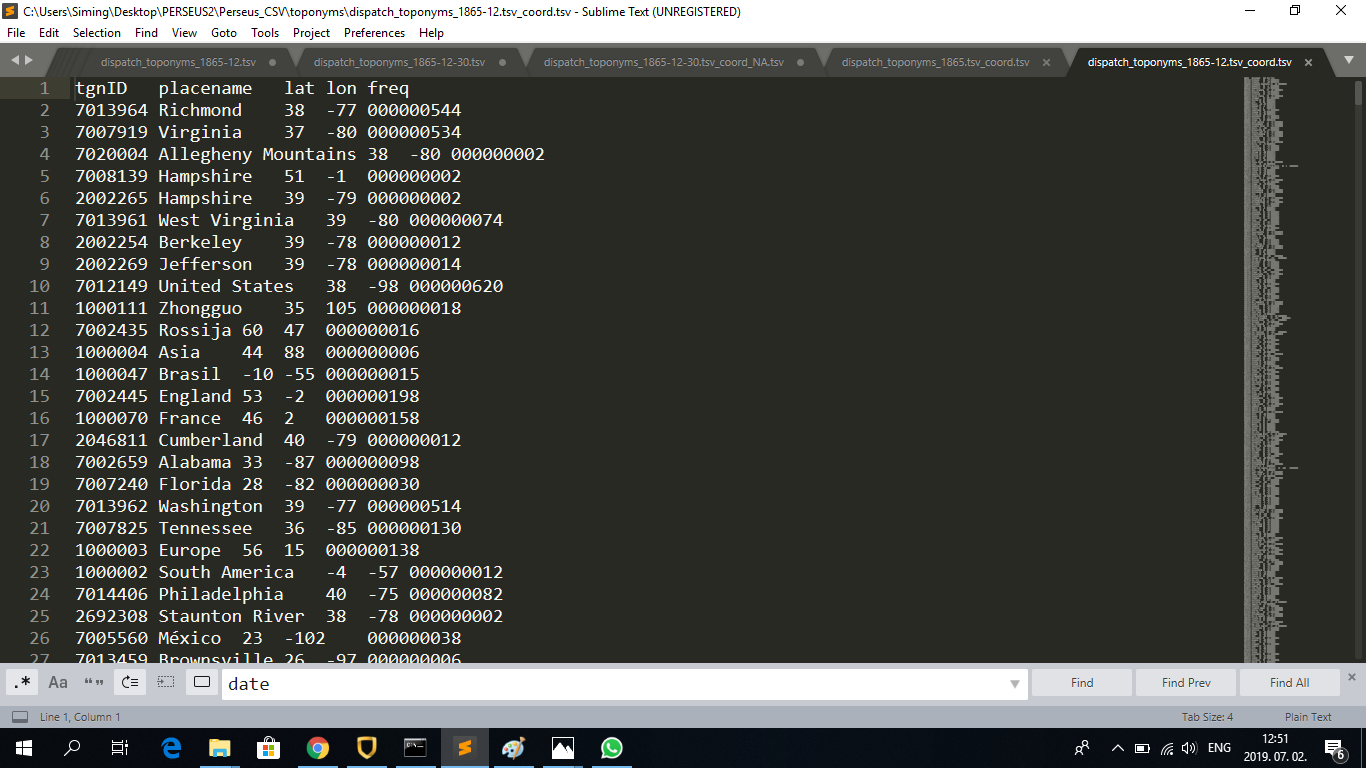 C:\Users\Siming\Desktop\PERSEUS2\Perseus_CSV\toponyms\dispatch_toponyms_1865-12.tsv_coord.tsv - Sublime Text (UNREGISTERED)
File Edit Selection Find View Goto Tools Project Preferences Help
dispatch_toponyms_1865-12.tsv dispatch_toponyms_1865-12-30.tsv dispatch_toponyms_1865-12-30.tsv_coord_NA.tsv dispatch_toponyms_1865.tsv_coord.tsv dispatch_toponyms_1865-12.tsv_coord.tsv
1 tgnID placename lat lon freq
2 7013964 Richmond 38 -77 000000544
3 7007919 Virginia 37 -80 000000534
4 7020004 Allegheny Mountains 38 -80 000000002
5 7008139 Hampshire 51 -1 000000002
6 2002265 Hampshire 39 -79 000000002
7 7013961 West Virginia 39 -80 000000074
8 2002254 Berkeley 39 -78 000000012
9 2002269 Jefferson 39 -78 000000014
10 7012149 United States 38 -98 000000620
11 1000111 Zhongguo 35 105 000000018
12 7002435 Rossija 60 47 000000016
13 1000004 Asia 44 88 000000006
14 1000047 Brasil -10 -55 000000015
15 7002445 England 53 -2 000000198
16 1000070 France 46 2 000000158
17 2046811 Cumberland 40 -79 000000012
18 7002659 Alabama 33 -87 000000098
19 7007240 Florida 28 -82 000000030
20 7013962 Washington 39 -77 000000514
21 7007825 Tennessee 36 -85 000000130
22 1000003 Europe 56 15 000000138
23 1000002 South America -4 -57 000000012
24 7014406 Philadelphia 40 -75 000000082
25 2692308 Staunton River 38 -78 000000002
26 7005560 México 23 -102 000000038
27 7013459 Brownsville 26 -97 000000006
.* Aa “” date Find Find Prev Find All
Line 1, Column 1 Tab Size: 4 Plain Text
ENG 12:51
2019. 07. 02. 6